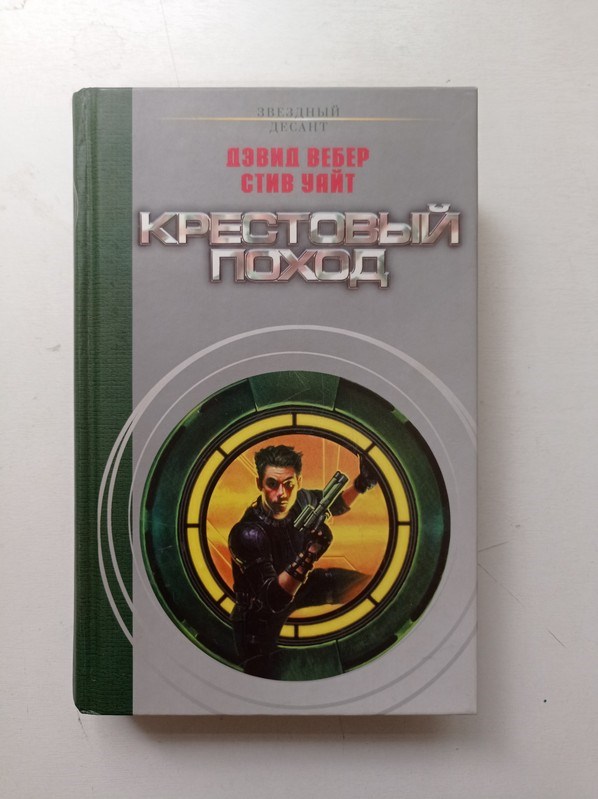 ЗВЕЗДНЫЙ
ДЕСАНТ
ДЭВИД ВЕБЕР
СТИВ УАЙТ
КРЕСТОВЫЙ
ПОХОД